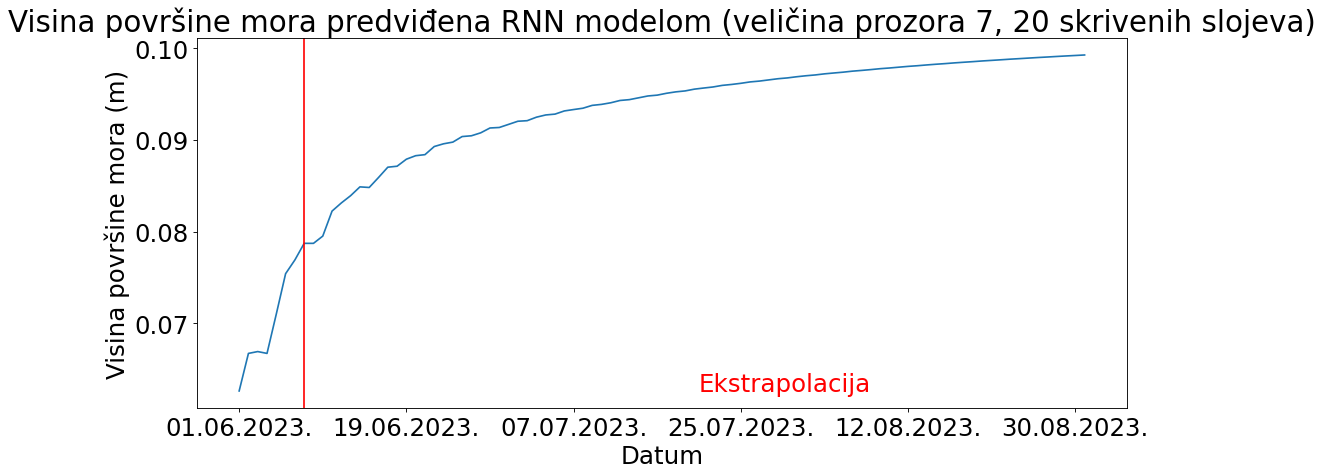 Visina površine mora predviđena RNN modelom (veličina prozora 7, 20 skrivenih slojeva)
Visina površine mora (m)
0.10
0.09
0.08
0.07
Ekstrapolacija
01.06.2023. 19.06.2023. 07.07.2023. 25.07.2023. 12.08.2023. 30.08.2023.
Datum